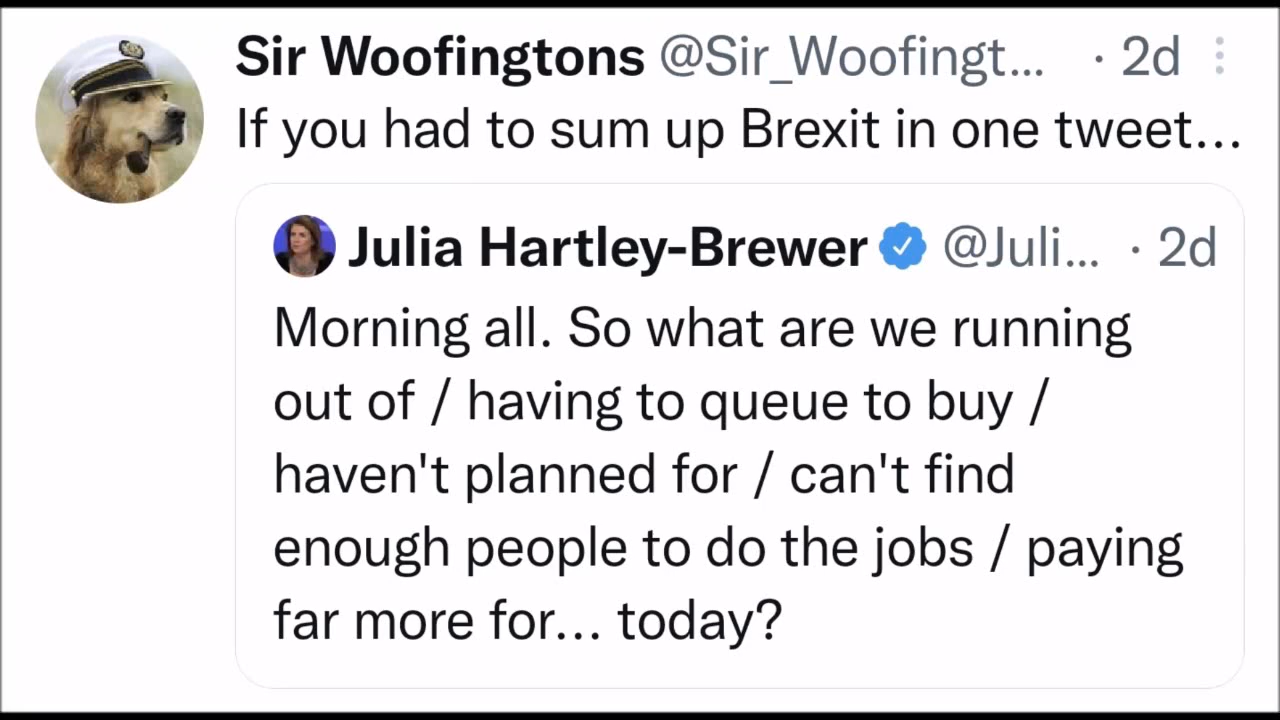 Sir Woofingtons @Sir_Woofingt... · 2d
If you had to sum up Brexit in one tweet...
Julia Hartley-Brewer @Juli... · 2d
Morning all. So what are we running
out of / having to queue to buy /
haven't planned for / can't find
enough people to do the jobs / paying
far more for... today?